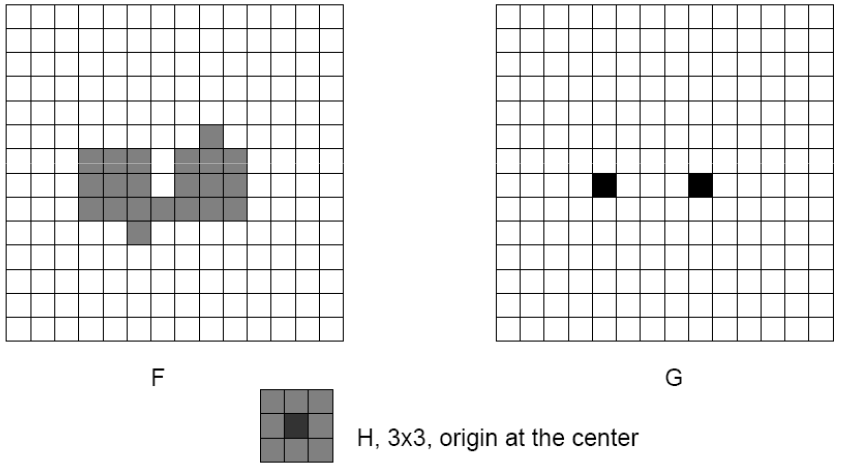 F
G
H, 3x3, origin at the center